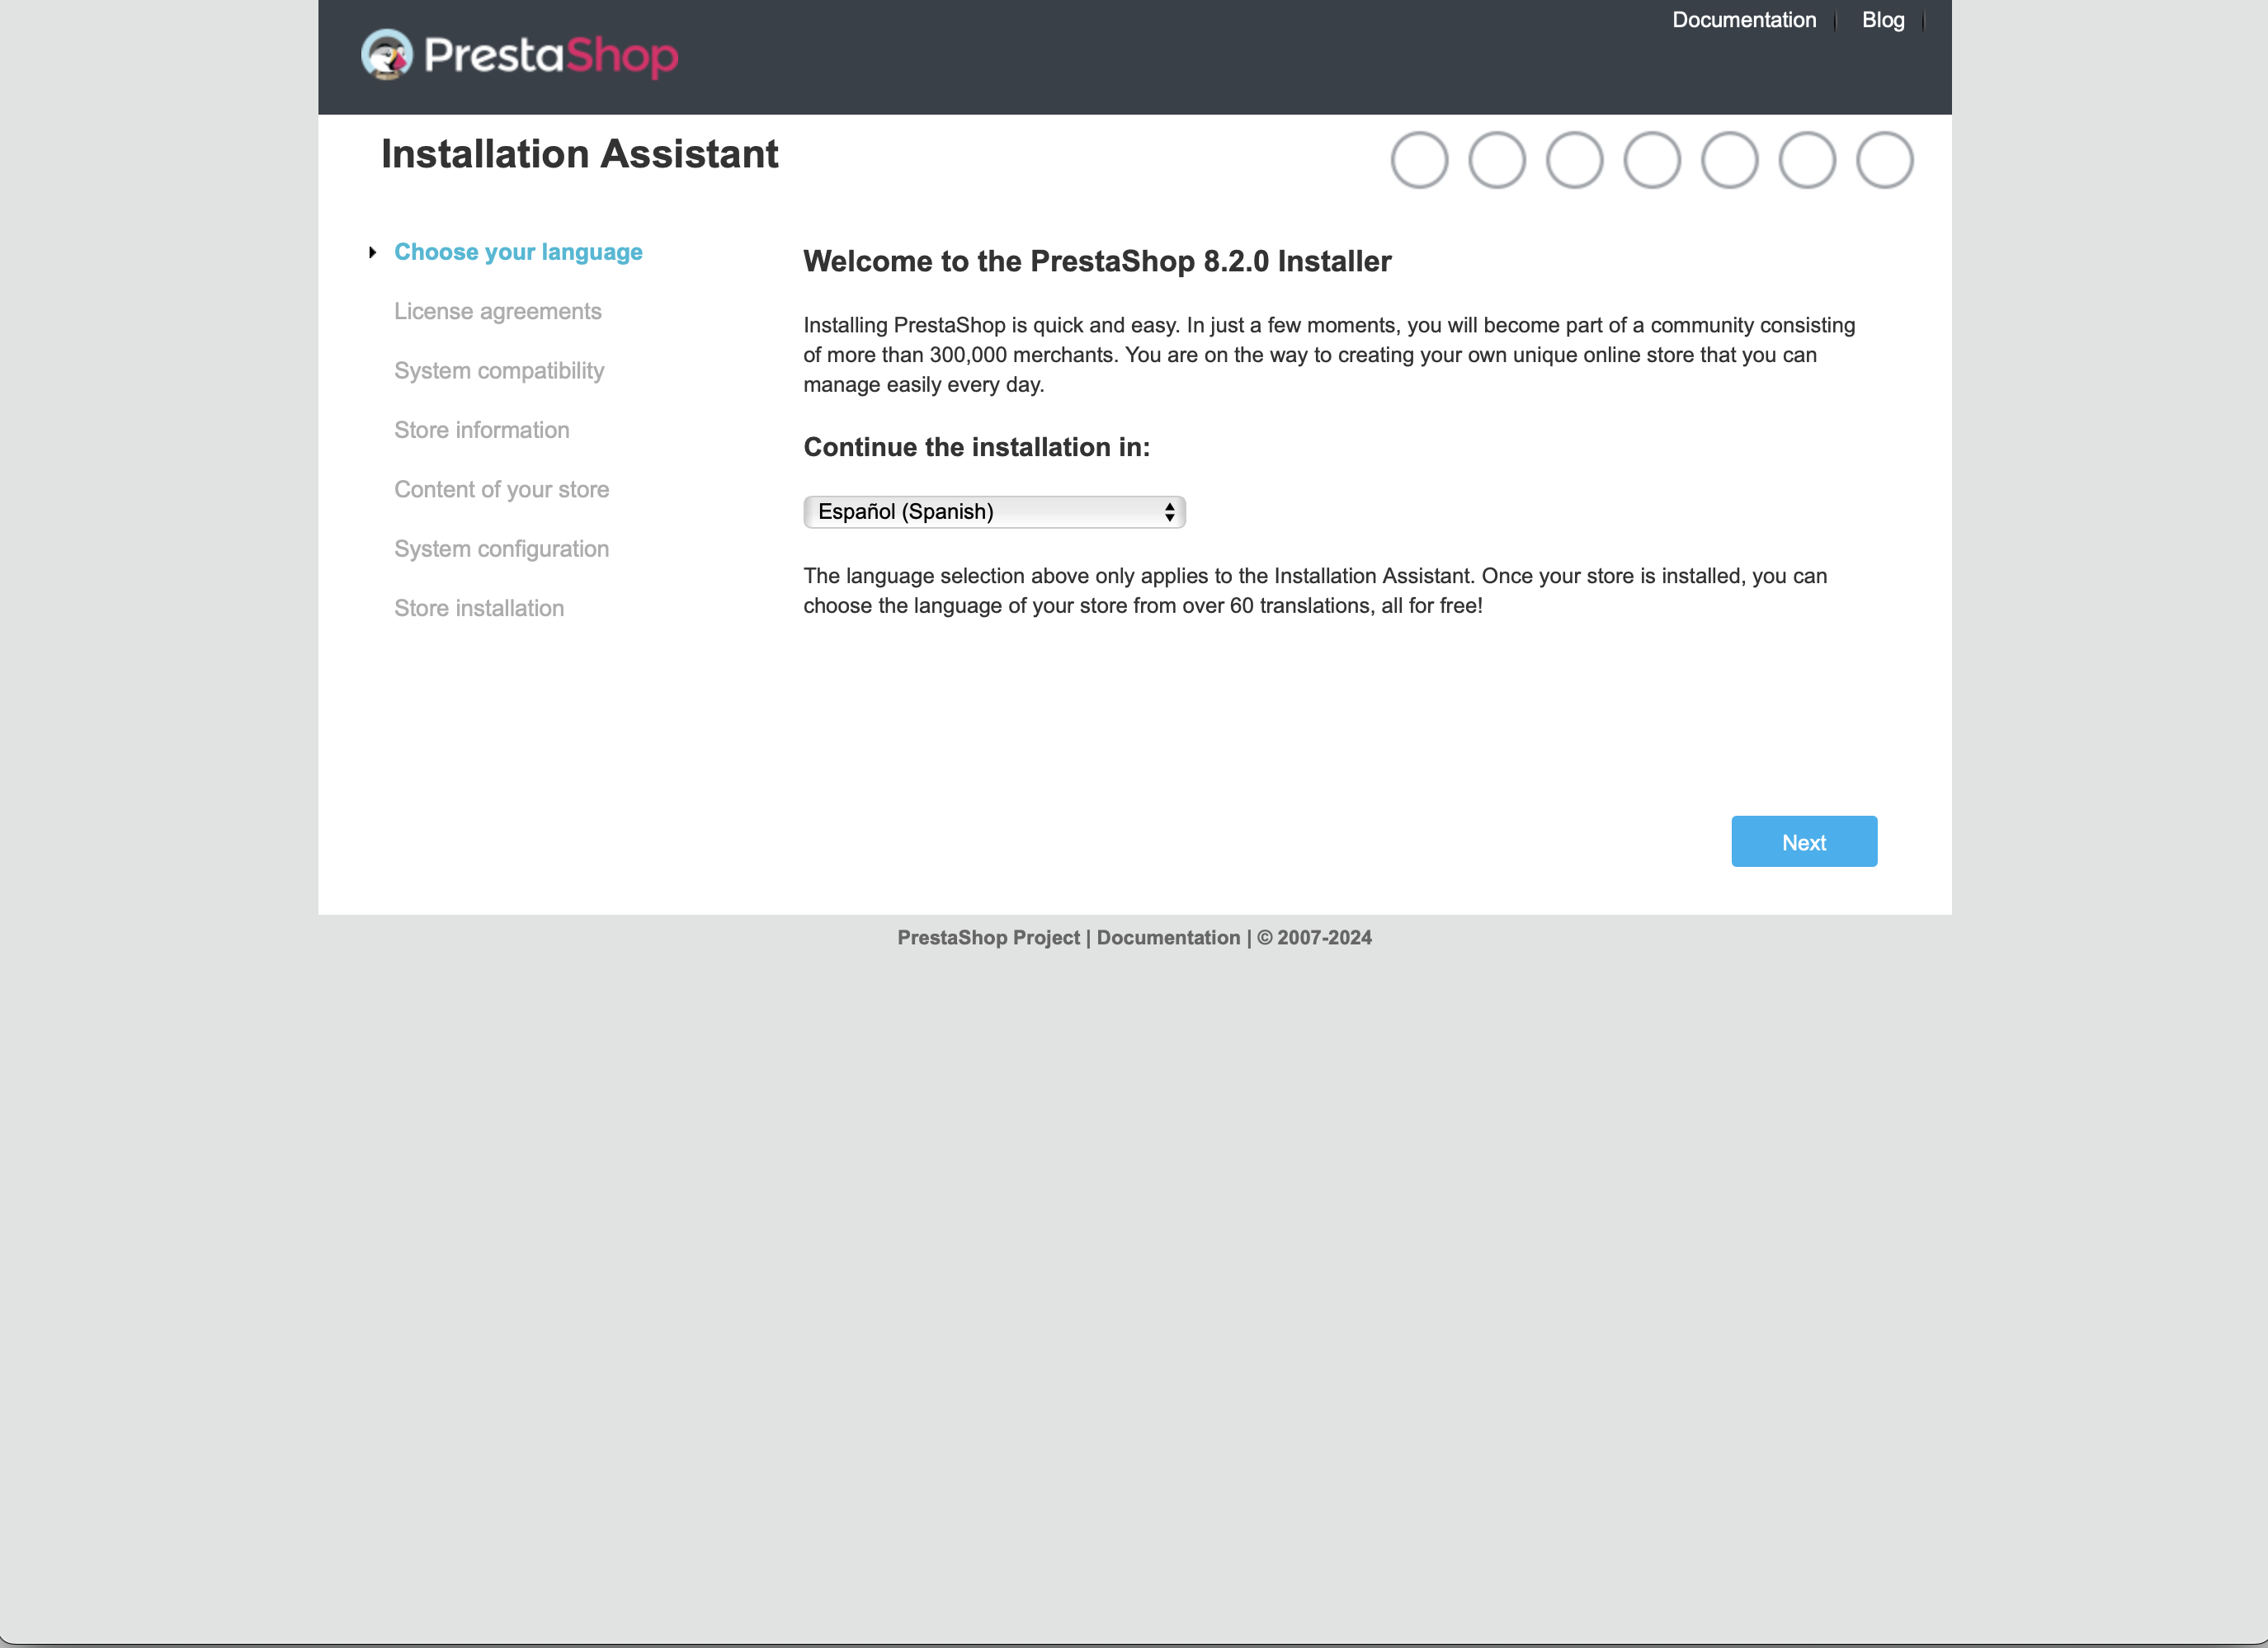 Documentation
Blog
PrestaShop
Installation Assistant
Choose your language
License agreements
System compatibility
Store information
Content of your store
System configuration
Store installation
Welcome to the PrestaShop 8.2.0 Installer
Installing PrestaShop is quick and easy. In just a few moments, you will become part of a community consisting
of more than 300,000 merchants. You are on the way to creating your own unique online store that you can
manage easily every day.
Continue the installation in:
Español (Spanish)
The language selection above only applies to the Installation Assistant. Once your store is installed, you can
choose the language of your store from over 60 translations, all for free!
Next
PrestaShop Project | Documentation | © 2007-2024